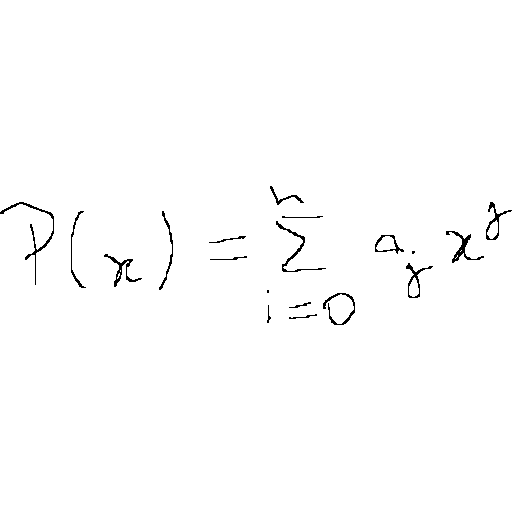 P(x) = \sum_{i=0}^{n} a_j x^j